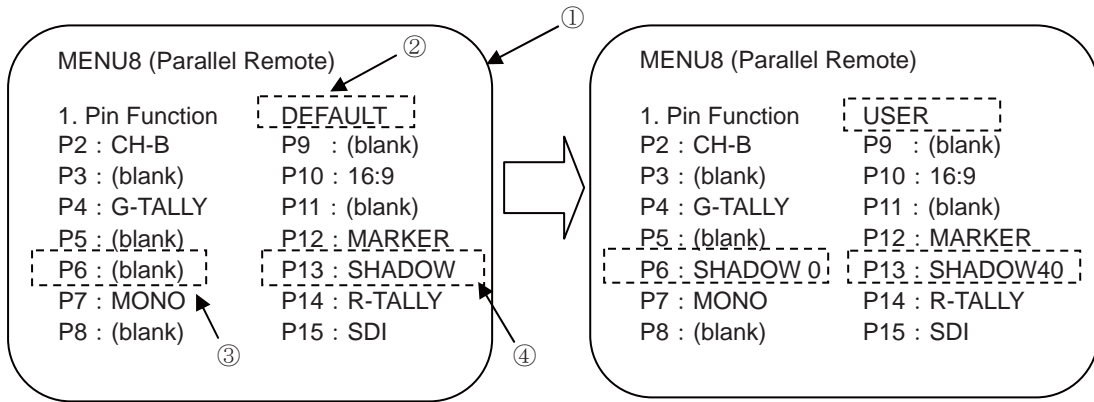 ①
②
MENU8 (Parallel Remote)
1. Pin Function DEFAULT
P2 : CH-B P9 : (blank)
P3 : (blank) P10 : 16:9
P4 : G-TALLY P11 : (blank)
P5 : (blank) P12 : MARKER
P6 : (blank) P13 : SHADOW
P7 : MONO P14 : R-TALLY
P8 : (blank) P15 : SDI
③
④
MENU8 (Parallel Remote)
1. Pin Function USER
P2 : CH-B P9 : (blank)
P3 : (blank) P10 : 16:9
P4 : G-TALLY P11 : (blank)
P5 : (blank) P12 : MARKER
P6 : SHADOW 0 P13 : SHADOW40
P7 : MONO P14 : R-TALLY
P8 : (blank) P15 : SDI